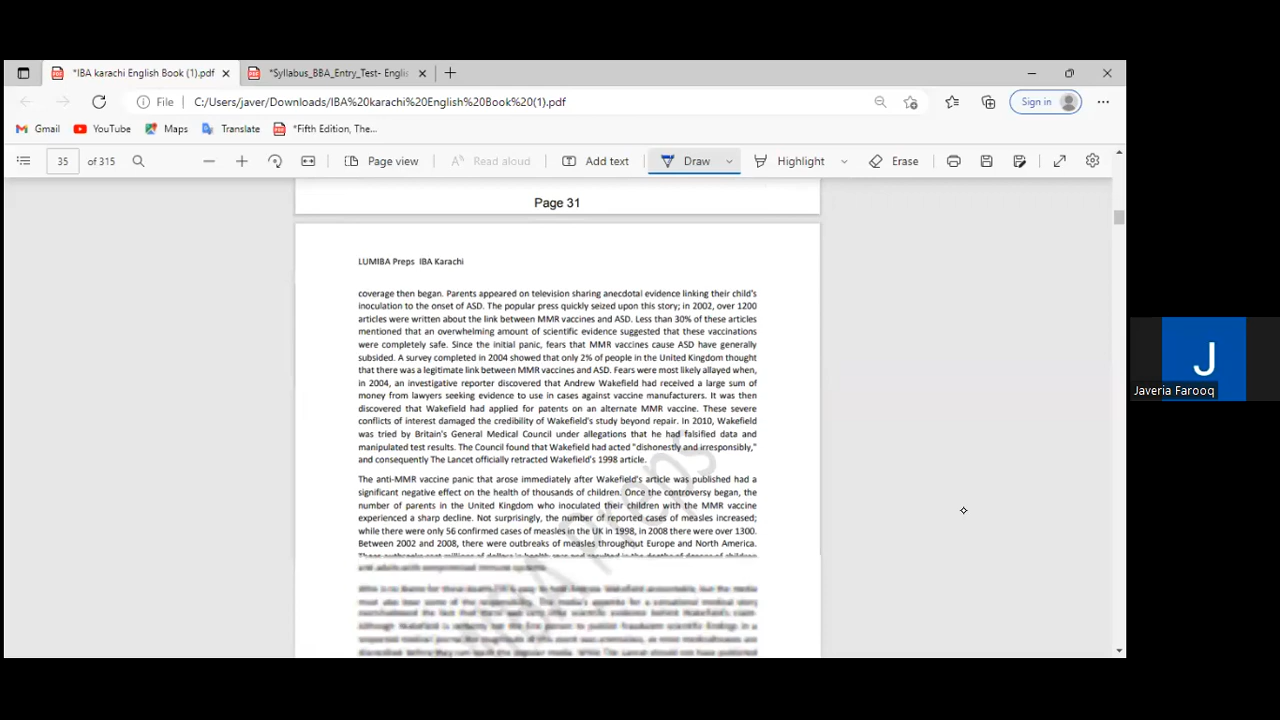 *IBA karachi English Book (1).pdf
*Syllabus_BBA_Entry_Test- Englis
File C:/Users/javer/Downloads/IBA%20karachi%20English%20Book%20(1).pdf Sign in
Gmail YouTube Maps Translate *Fifth Edition, The...
35 of 315 Page view Read aloud Add text Draw Highlight Erase
Page 31
LUMIBA Preps IBA Karachi
coverage then began. Parents appeared on television sharing anecdotal evidence linking their child's
inoculation to the onset of ASD. The popular press quickly seized upon this story; in 2002, over 1200
articles were written about the link between MMR vaccines and ASD. Less than 30% of these articles
mentioned that an overwhelming amount of scientific evidence suggested that these vaccinations
were completely safe. Since the initial panic, fears that MMR vaccines cause ASD have generally
subsided. A survey completed in 2004 showed that only 2% of people in the United Kingdom thought
that there was a legitimate link between MMR vaccines and ASD. Fears were most likely allayed when,
in 2004, an investigative reporter discovered that Andrew Wakefield had received a large sum of
money from lawyers seeking evidence to use in cases against vaccine manufacturers. It was then
discovered that Wakefield had applied for patents on an alternate MMR vaccine. These severe
conflicts of interest damaged the credibility of Wakefield's study beyond repair. In 2010, Wakefield
was tried by Britain's General Medical Council under allegations that he had falsified data and
manipulated test results. The Council found that Wakefield had acted "dishonestly and irresponsibly,"
and consequently The Lancet officially retracted Wakefield's 1998 article.
The anti-MMR vaccine panic that arose immediately after Wakefield's article was published had a
significant negative effect on the health of thousands of children. Once the controversy began, the
number of parents in the United Kingdom who inoculated their children with the MMR vaccine
experienced a sharp decline. Not surprisingly, the number of reported cases of measles increased;
while there were only 56 confirmed cases of measles in the UK in 1998, in 2008 there were over 1300.
Between 2002 and 2008, there were outbreaks of measles throughout Europe and North America.
and adults with compromised immune systems.
J
Javeria Farooq